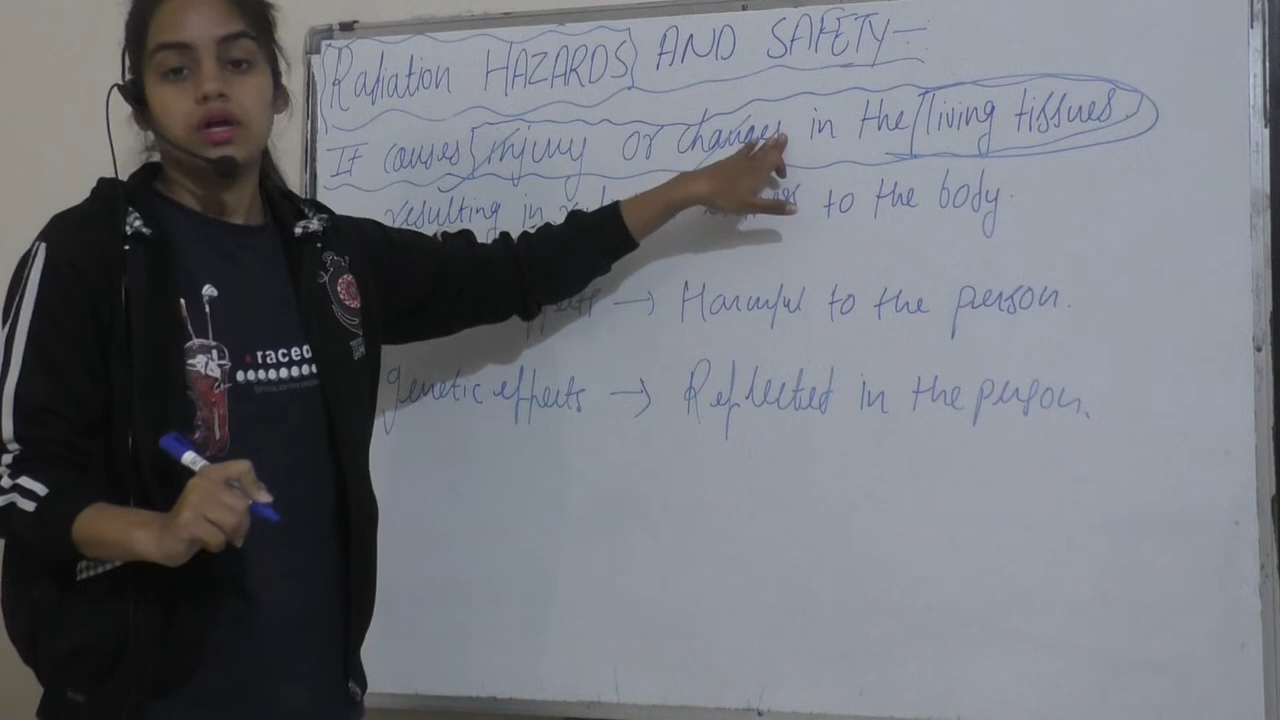 Radiation HAZARDS AND SAFETY—
It causes injury or changes in the living tissues.
resulting in to the body.
→ Harmful to the person.
genetic effects → Reflected in the person.
raced